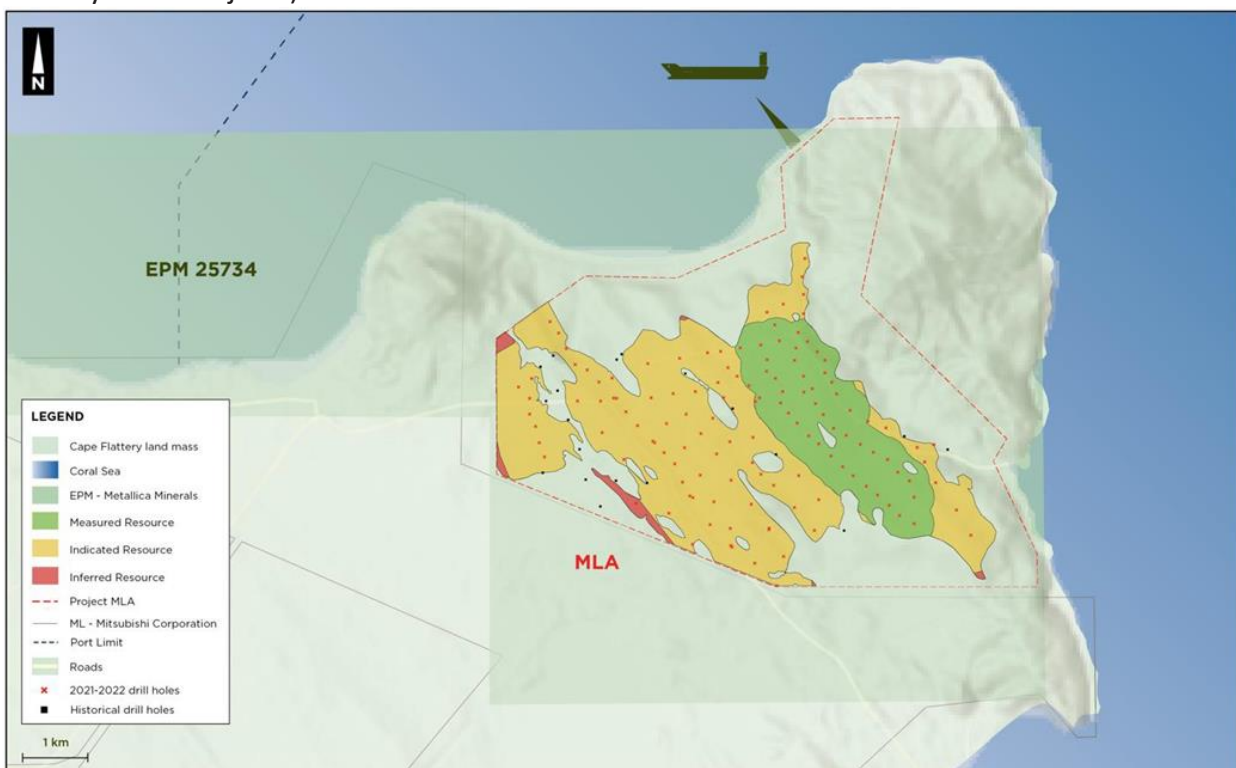 N
EPM 25734
MLA
LEGEND
Cape Flattery land mass
Coral Sea
EPM - Metallica Minerals
Measured Resource
Indicated Resource
Inferred Resource
Project MLA
ML - Mitsubishi Corporation
Port Limit
Roads
2021-2022 drill holes
Historical drill holes
1 km